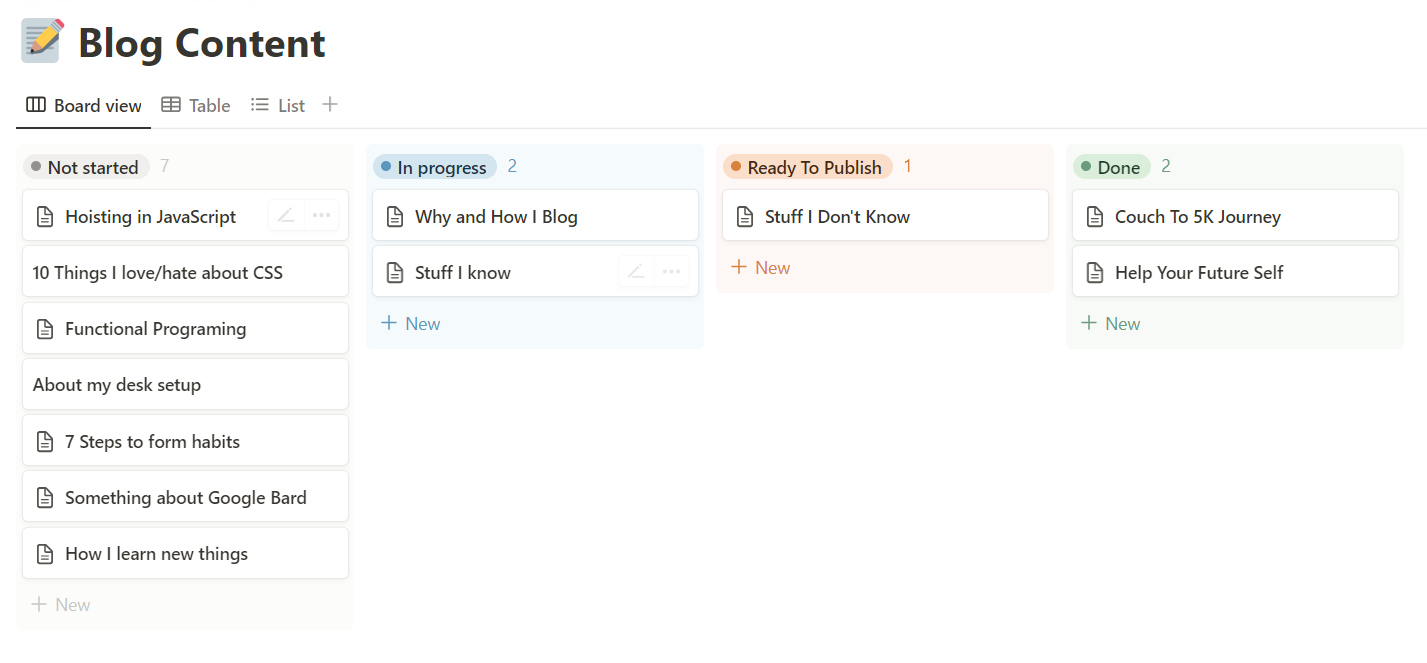 Blog Content
Board view Table List
Not started 7
Hoisting in JavaScript
10 Things I love/hate about CSS
Functional Programing
About my desk setup
7 Steps to form habits
Something about Google Bard
How I learn new things
New
In progress 2
Why and How I Blog
Stuff I know
New
Ready To Publish 1
Stuff I Don't Know
New
Done 2
Couch To 5K Journey
Help Your Future Self
New